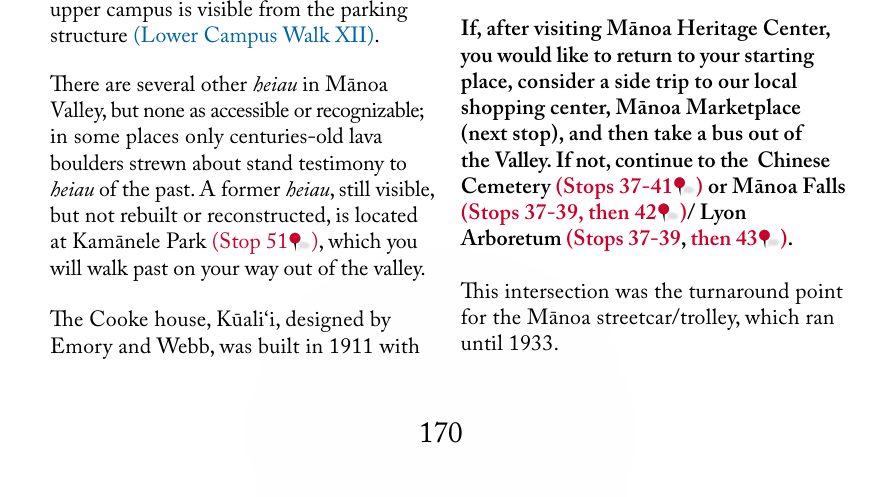 upper campus is visible from the parking
structure (Lower Campus Walk XII).
There are several other heiau in Mānoa
Valley, but none as accessible or recognizable;
in some places only centuries-old lava
boulders strewn about stand testimony to
heiau of the past. A former heiau, still visible,
but not rebuilt or reconstructed, is located
at Kamānele Park (Stop 51 ), which you
will walk past on your way out of the valley.
The Cooke house, Kūali‘i, designed by
Emory and Webb, was built in 1911 with
If, after visiting Mānoa Heritage Center,
you would like to return to your starting
place, consider a side trip to our local
shopping center, Mānoa Marketplace
(next stop), and then take a bus out of
the Valley. If not, continue to the Chinese
Cemetery (Stops 37-41 ) or Mānoa Falls
(Stops 37-39, then 42 )/ Lyon
Arboretum (Stops 37-39, then 43 ).
This intersection was the turnaround point
for the Mānoa streetcar/trolley, which ran
until 1933.
170